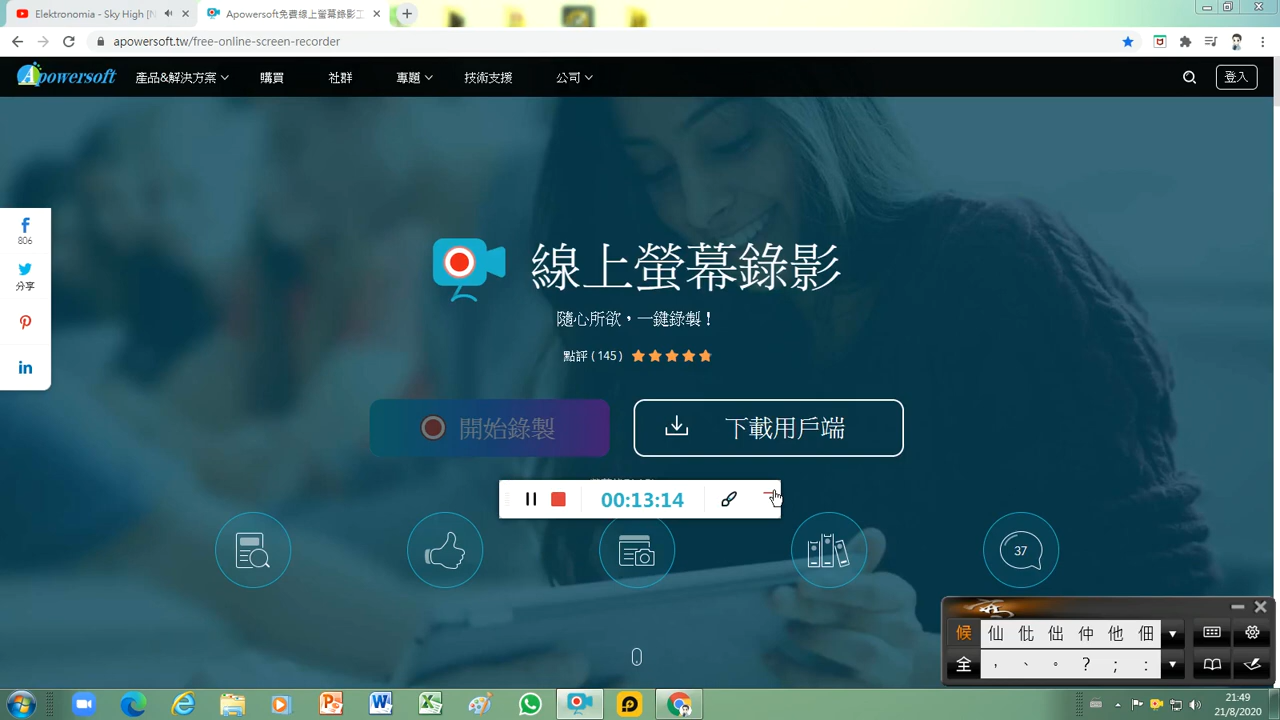 Elektronomia - Sky High [N
Apowersoft免費線上螢幕錄影工
apowersoft.tw/free-online-screen-recorder
Apowersoft
產品&解決方案
購買
社群
專題
技術支援
公司
登入
806
分享
線上螢幕錄影
隨心所欲，一鍵錄製！
點評 (145)
開始錄製
下載用戶端
00:13:14
37
候 仙 仳 㑁 仲 他 佃
全 ， 、 。 ？ ； ：
21:49
21/8/2020